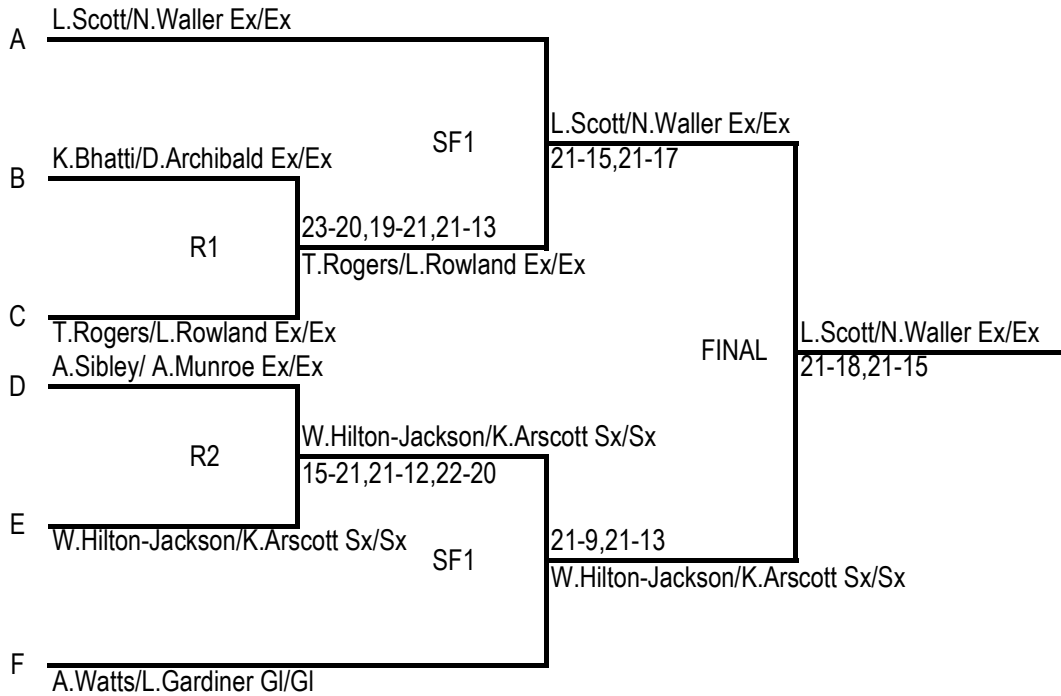 L.Scott/N.Waller Ex/Ex
A
SF1
L.Scott/N.Waller Ex/Ex
21-15,21-17
K.Bhatti/D.Archibald Ex/Ex
B
R1
23-20,19-21,21-13
T.Rogers/L.Rowland Ex/Ex
C
T.Rogers/L.Rowland Ex/Ex
FINAL
L.Scott/N.Waller Ex/Ex
21-18,21-15
A.Sibley/ A.Munroe Ex/Ex
D
R2
W.Hilton-Jackson/K.Arscott Sx/Sx
15-21,21-12,22-20
E
W.Hilton-Jackson/K.Arscott Sx/Sx
SF1
21-9,21-13
W.Hilton-Jackson/K.Arscott Sx/Sx
F
A.Watts/L.Gardiner Gl/Gl